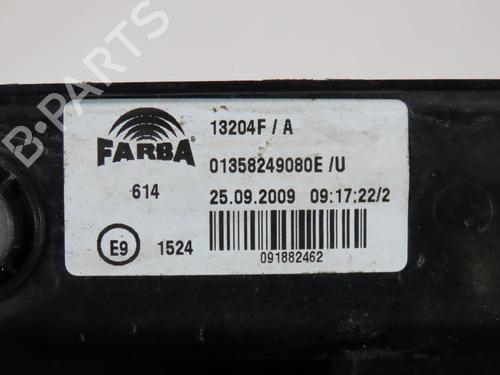 B-PARTS
FARBA®
13204F / A
01358249080E /U
614
25.09.2009 09:17:22/2
E9
1524
091882462